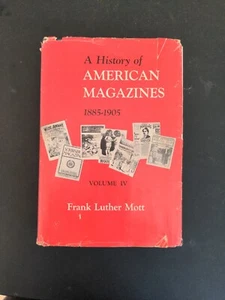 A History of
AMERICAN
MAGAZINES
1885-1905
VOLUME IV
Frank Luther Mott